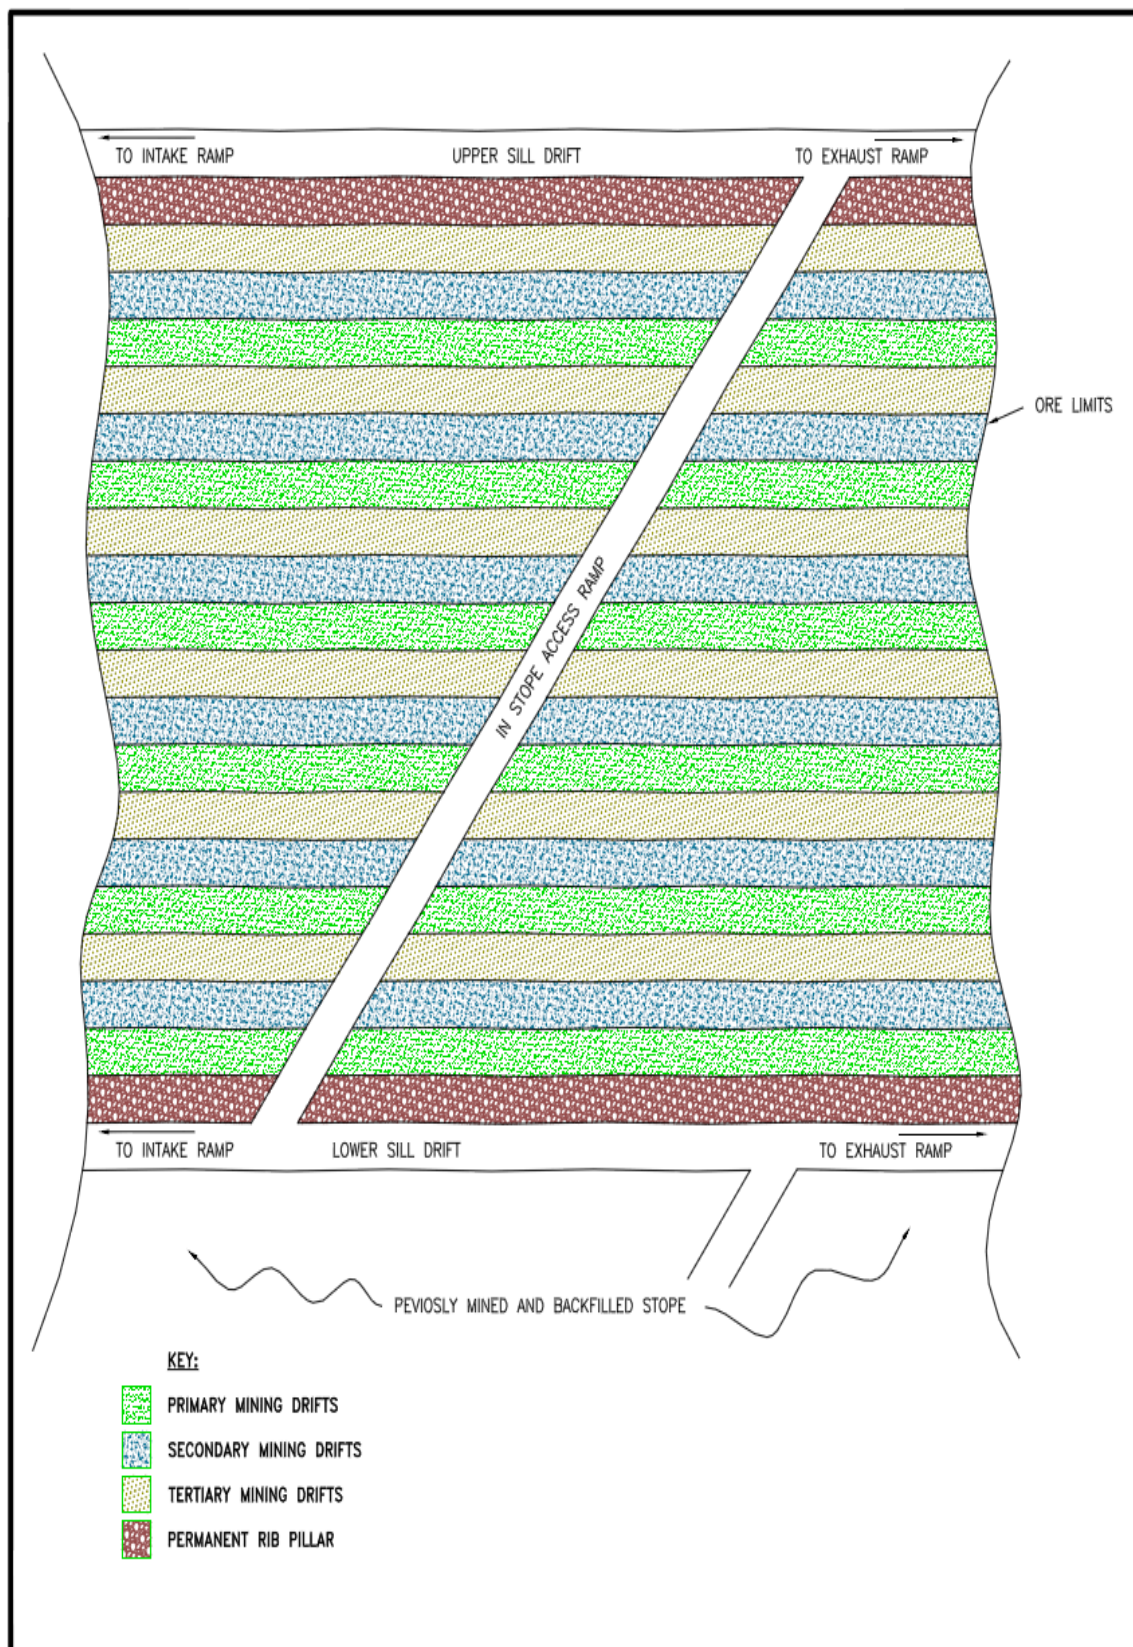 TO INTAKE RAMP
UPPER SILL DRIFT
TO EXHAUST RAMP
ORE LIMITS
IN STOPE ACCESS RAMP
TO INTAKE RAMP
LOWER SILL DRIFT
TO EXHAUST RAMP
PEVIOSLY MINED AND BACKFILLED STOPE
KEY:
PRIMARY MINING DRIFTS
SECONDARY MINING DRIFTS
TERTIARY MINING DRIFTS
PERMANENT RIB PILLAR